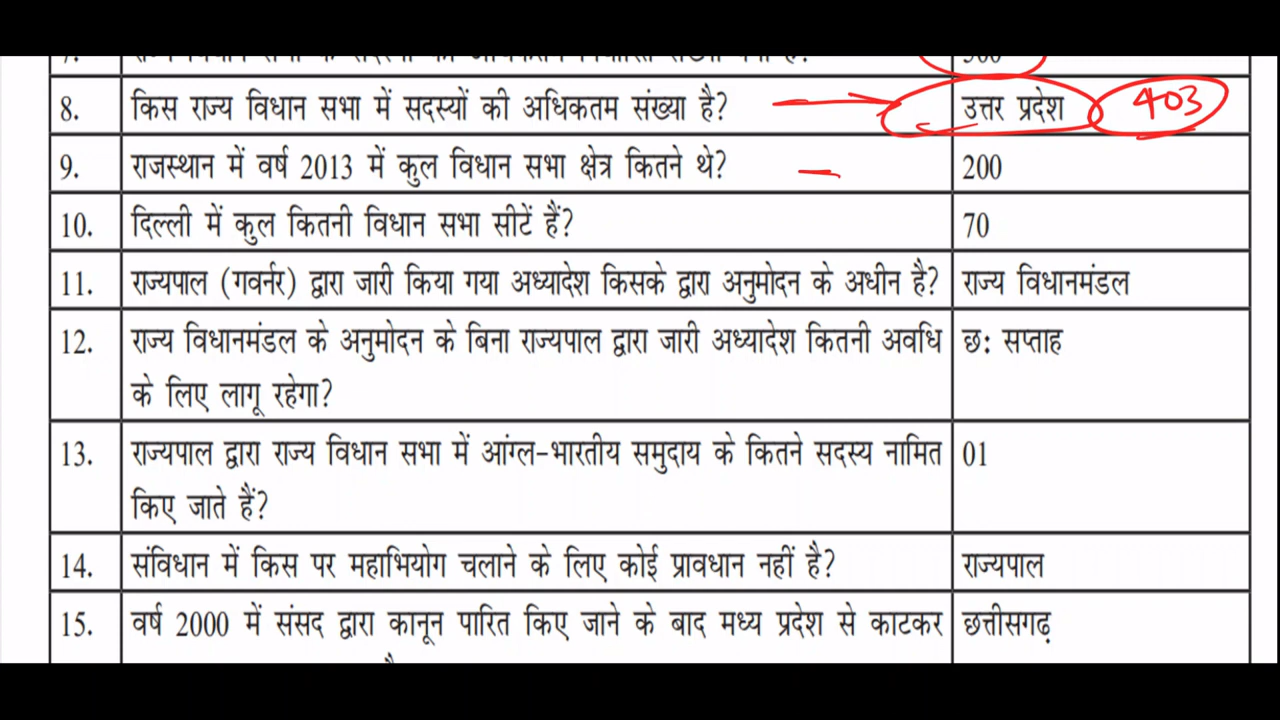 8. किस राज्य विधान सभा में सदस्यों की अधिकतम संख्या है? उत्तर प्रदेश 403
9. राजस्थान में वर्ष 2013 में कुल विधान सभा क्षेत्र कितने थे? 200
10. दिल्ली में कुल कितनी विधान सभा सीटें हैं? 70
11. राज्यपाल (गवर्नर) द्वारा जारी किया गया अध्यादेश किसके द्वारा अनुमोदन के अधीन है? राज्य विधानमंडल
12. राज्य विधानमंडल के अनुमोदन के बिना राज्यपाल द्वारा जारी अध्यादेश कितनी अवधि छः सप्ताह
के लिए लागू रहेगा?
13. राज्यपाल द्वारा राज्य विधान सभा में आंग्ल-भारतीय समुदाय के कितने सदस्य नामित 01
किए जाते हैं?
14. संविधान में किस पर महाभियोग चलाने के लिए कोई प्रावधान नहीं है? राज्यपाल
15. वर्ष 2000 में संसद द्वारा कानून पारित किए जाने के बाद मध्य प्रदेश से काटकर छत्तीसगढ़